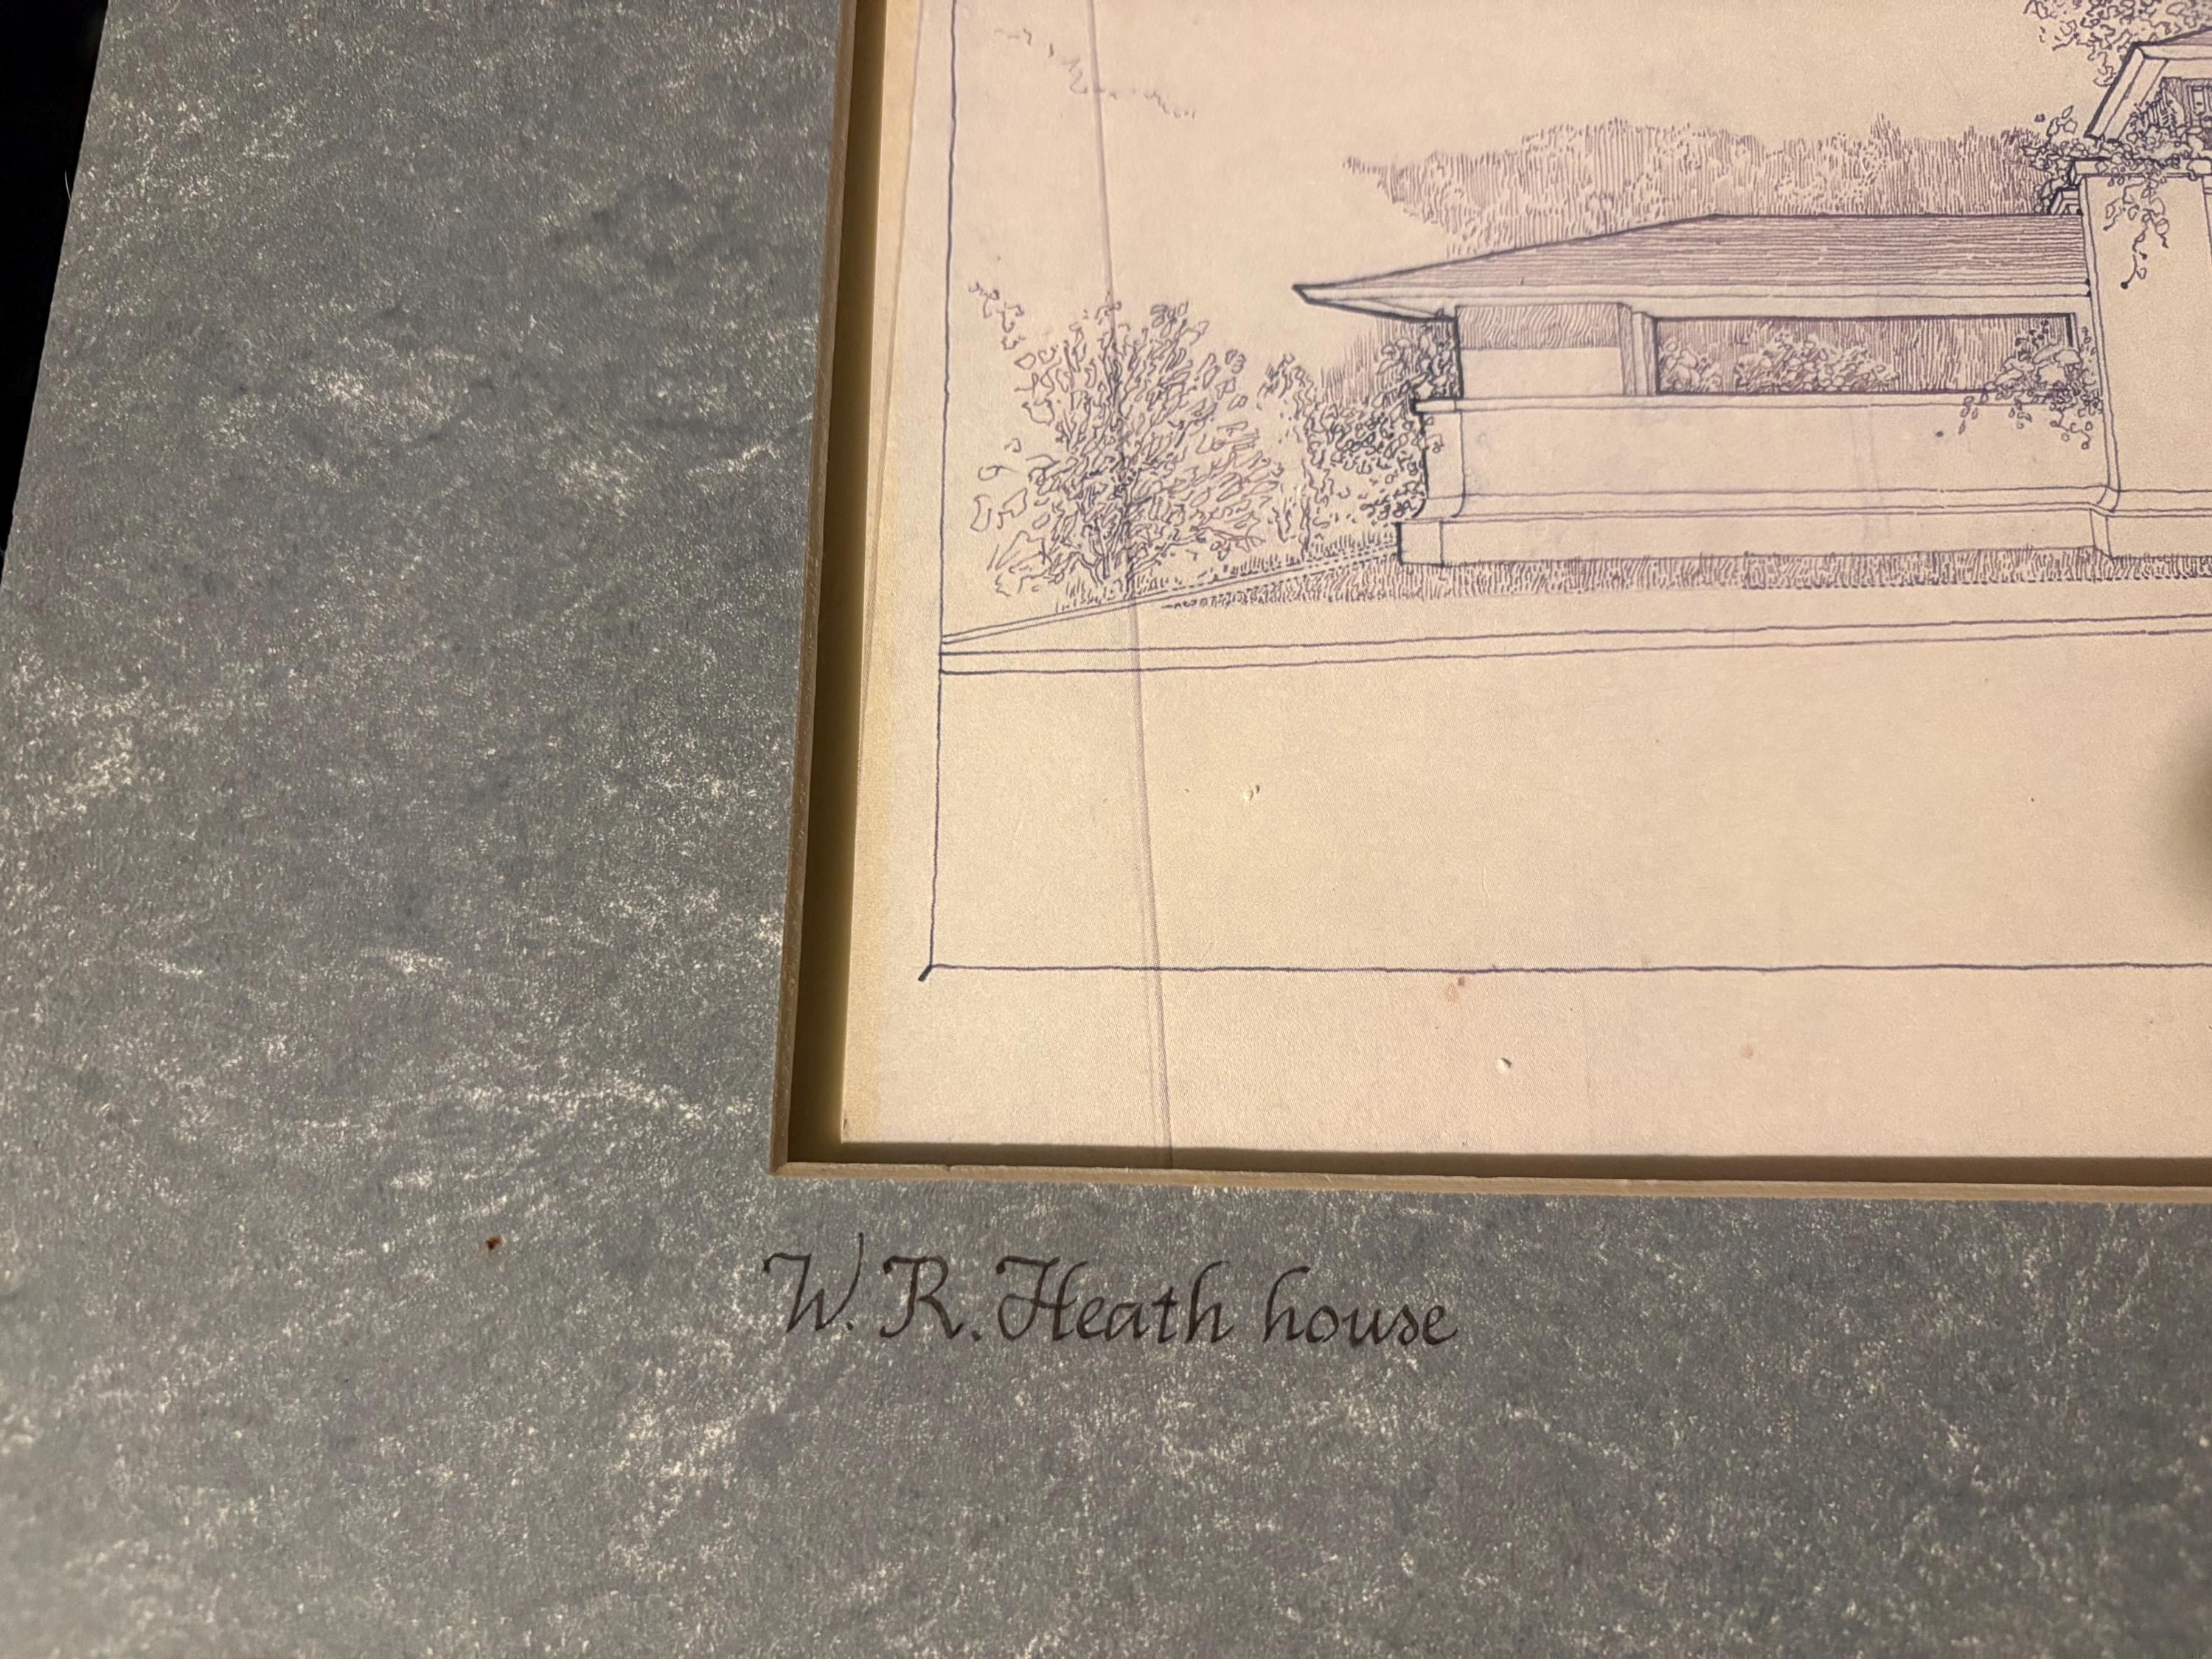 W. R. Heath house